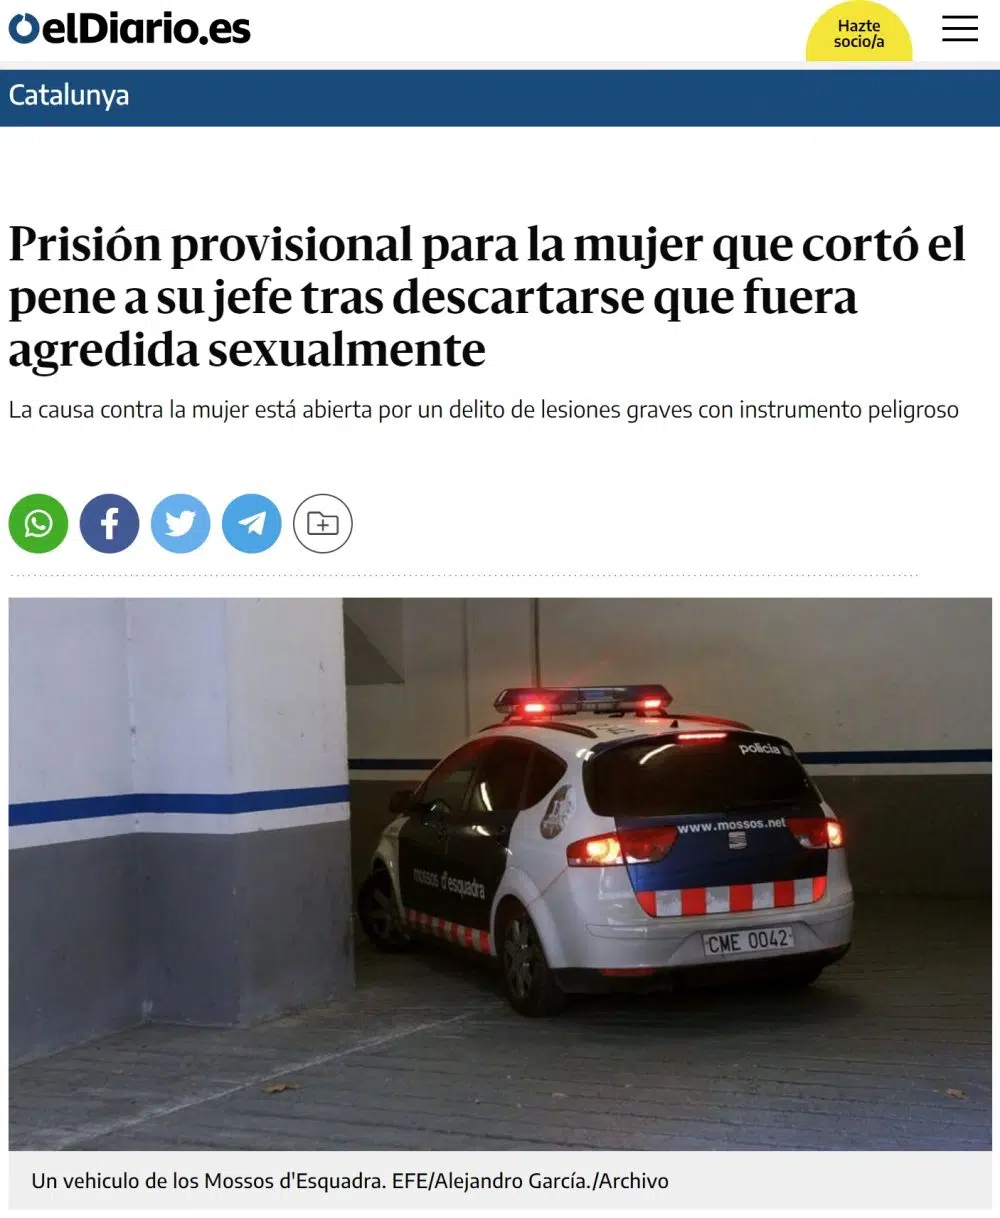 elDiario.es
Hazte
socio/a
Catalunya
Prisión provisional para la mujer que cortó el
pene a su jefe tras descartarse que fuera
agredida sexualmente
La causa contra la mujer está abierta por un delito de lesiones graves con instrumento peligroso
policia
www.mossos.net
mossos d'esquadra
CME 0042
Un vehiculo de los Mossos d'Esquadra. EFE/Alejandro García./Archivo